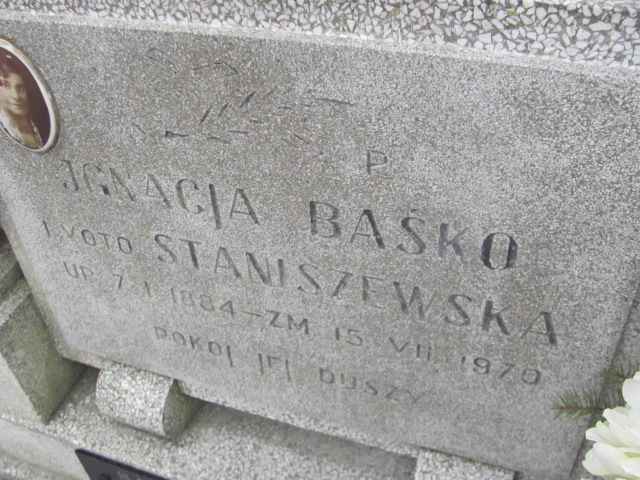 P
IGNACJA BAŚKO
I. VOTO STANISZEWSKA
UR. 7. I. 1884 – ZM 15. VII. 1970
POKÓJ JEJ DUSZY